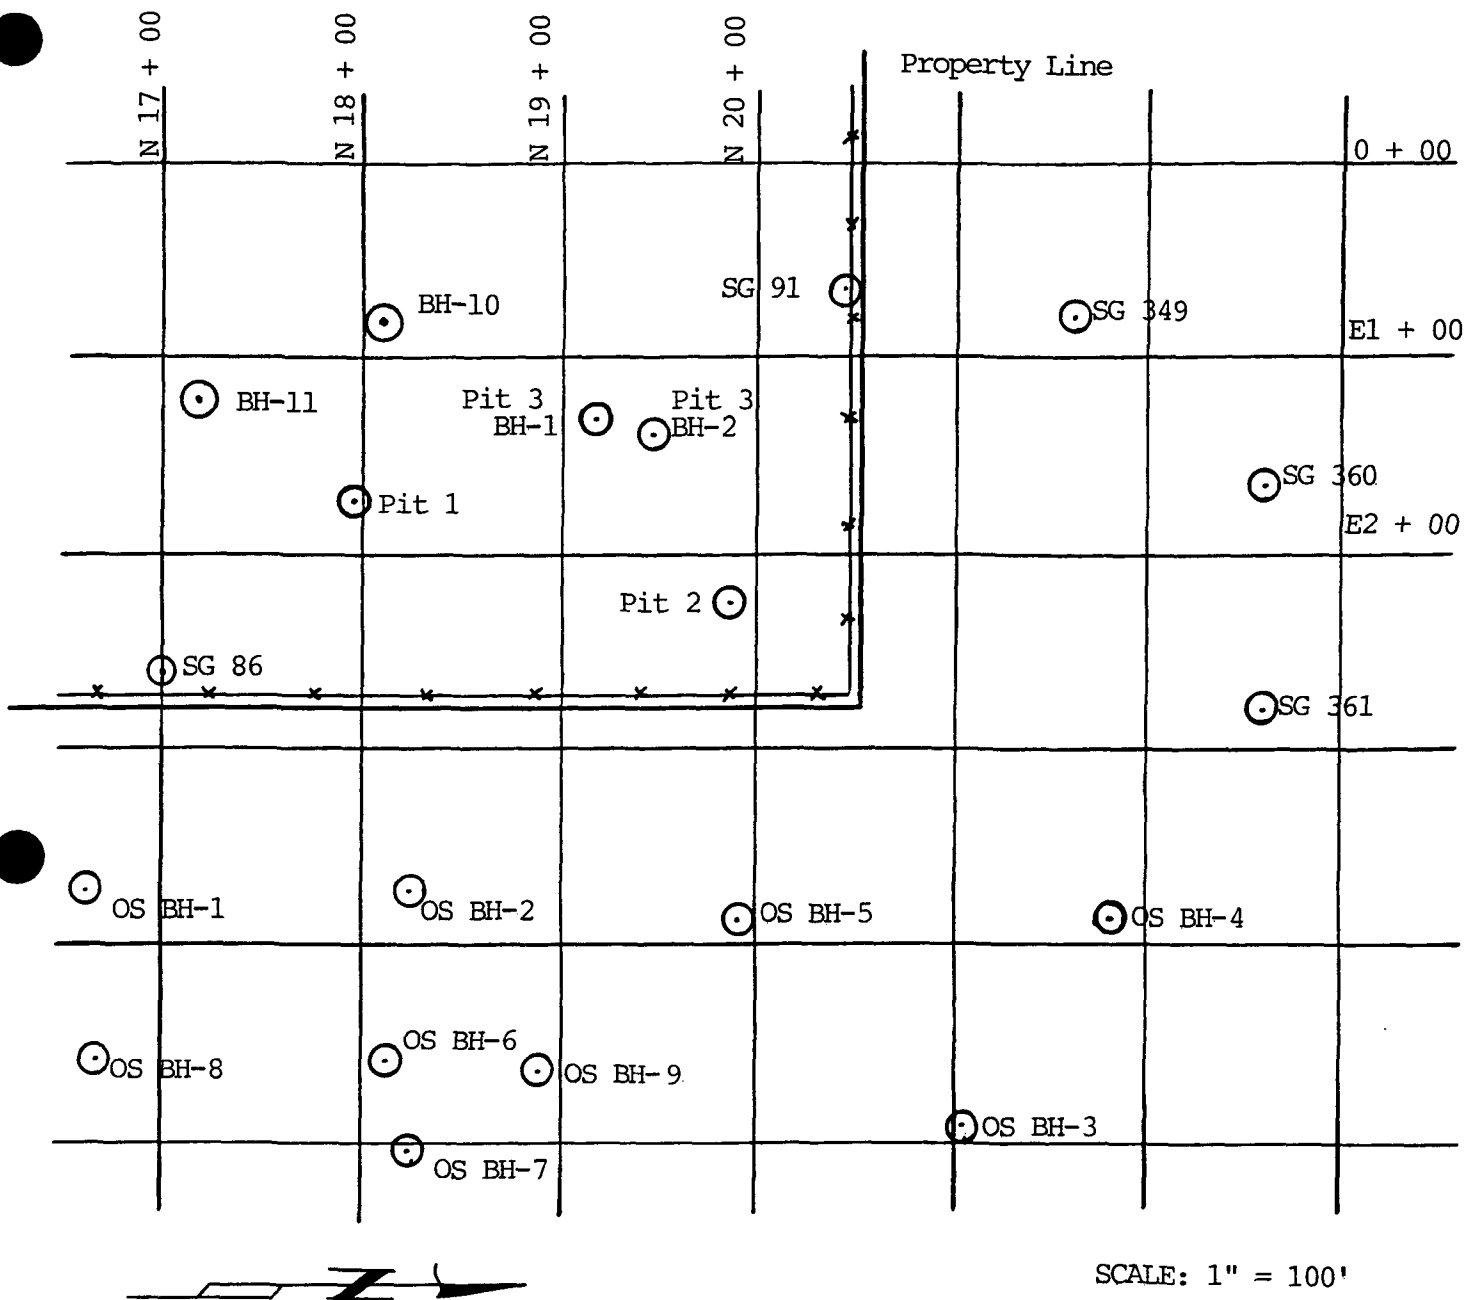 N 17 + 00
N 18 + 00
N 19 + 00
N 20 + 00
Property Line
0 + 00
SG 91
BH-10
SG 349
E1 + 00
BH-11
Pit 3
BH-1
Pit 3
BH-2
SG 360
Pit 1
E2 + 00
Pit 2
SG 86
SG 361
OS BH-1
OS BH-2
OS BH-5
OS BH-4
OS BH-8
OS BH-6
OS BH-9
OS BH-3
OS BH-7
N
SCALE: 1" = 100'